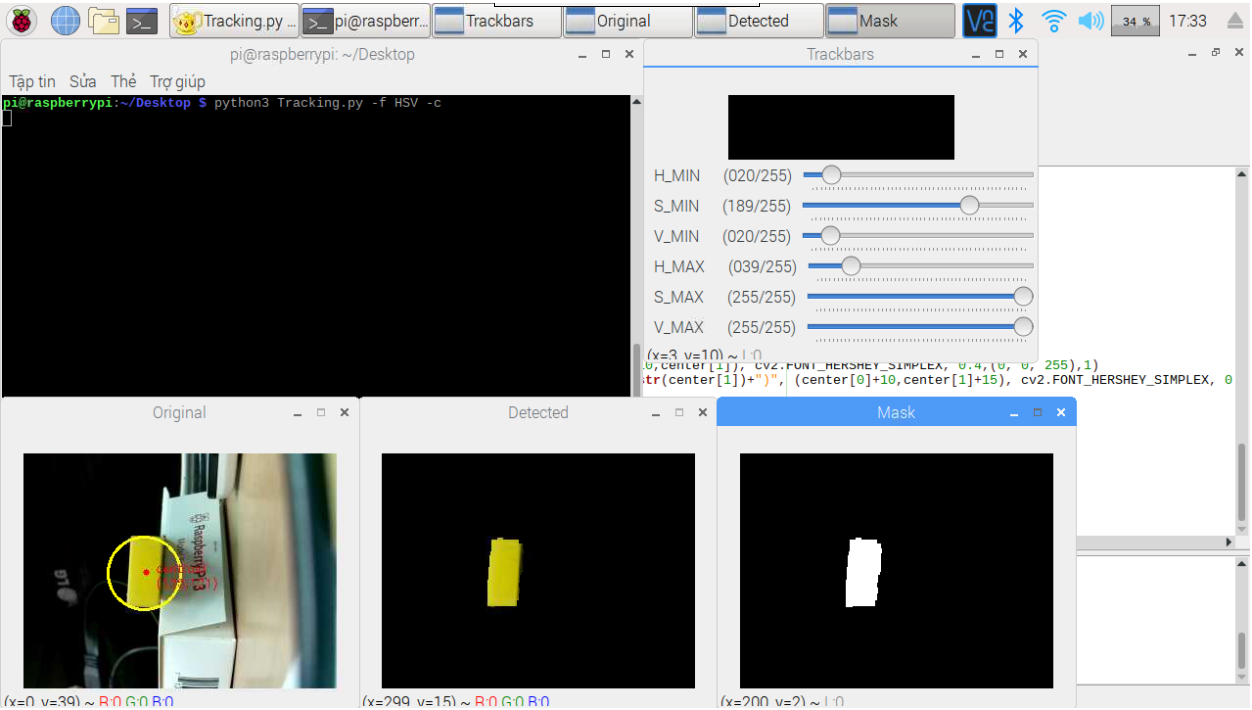 Tracking.py ...
pi@raspberr...
Trackbars
Original
Detected
Mask
34 %
17:33
pi@raspberrypi: ~/Desktop
Tập tin Sửa Thẻ Trợ giúp
pi@raspberrypi:~/Desktop $ python3 Tracking.py -f HSV -c
Trackbars
H_MIN (020/255)
S_MIN (189/255)
V_MIN (020/255)
H_MAX (039/255)
S_MAX (255/255)
V_MAX (255/255)
(x=3, y=10) ~ L:0
0,center[1]), cv2.FONT_HERSHEY_SIMPLEX, 0.4,(0, 0, 255),1)
str(center[1])+")", (center[0]+10,center[1]+15), cv2.FONT_HERSHEY_SIMPLEX, 0
Original
LG
Raspberry Pi 3
(x=0, y=39) ~ R:0 G:0 B:0
Detected
(x=299, y=15) ~ R:0 G:0 B:0
Mask
(x=200, y=2) ~ L:0